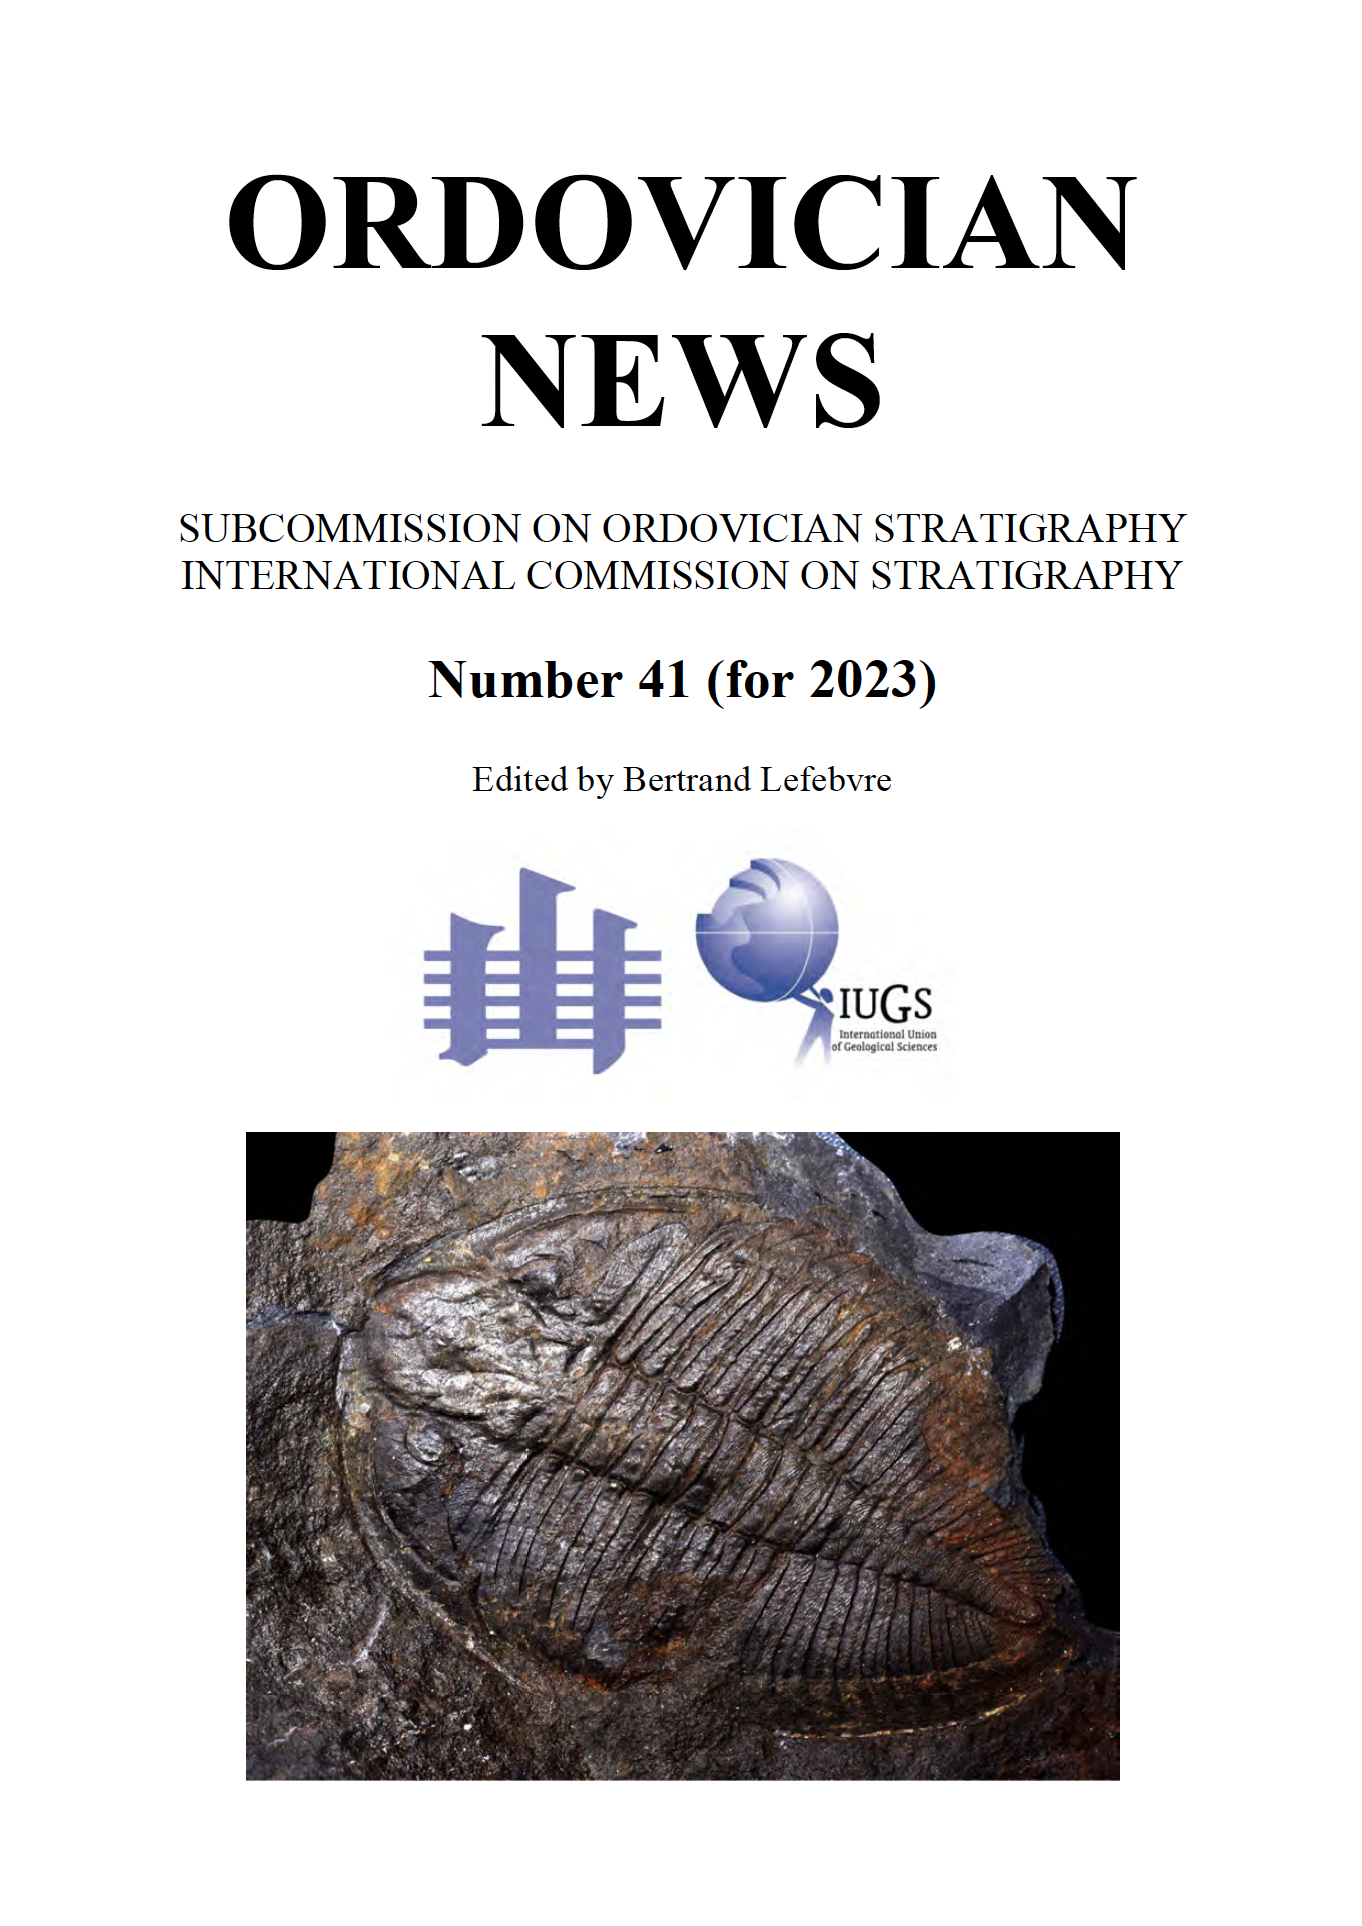 ORDOVICIAN
NEWS
SUBCOMMISSION ON ORDOVICIAN STRATIGRAPHY
INTERNATIONAL COMMISSION ON STRATIGRAPHY
Number 41 (for 2023)
Edited by Bertrand Lefebvre
IUGS
International Union
of Geological Sciences